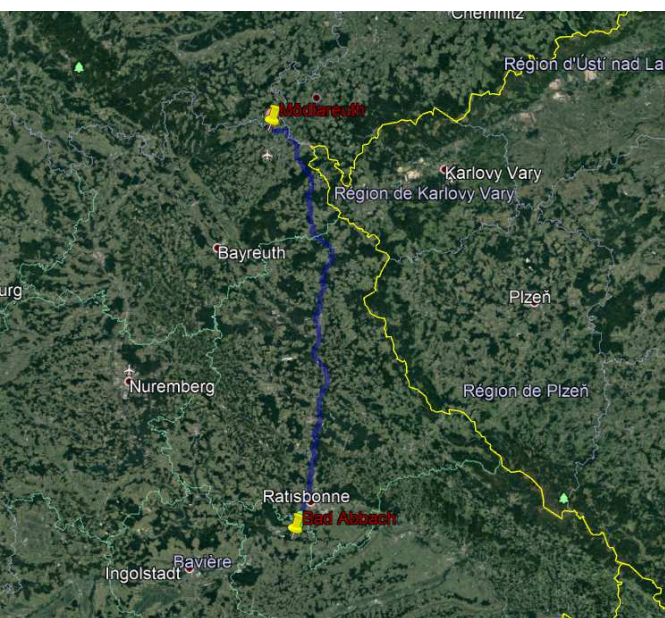 Chemnitz
Région d'Ústí nad La
Mödlareuth
Karlovy Vary
Région de Karlovy Vary
Bayreuth
urg
Plzeň
Nuremberg
Région de Plzeň
Ratisbonne
Bad Abbach
Bavière
Ingolstadt